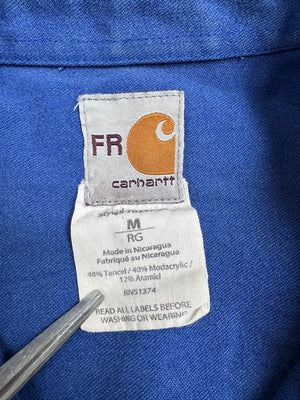 FR
carhartt
M
RG
Made in Nicaragua
Fabriqué au Nicaragua
48% Tencel / 40% Modacrylic /
12% Aramid
RN51374
READ ALL LABELS BEFORE
WASHING OR WEARING